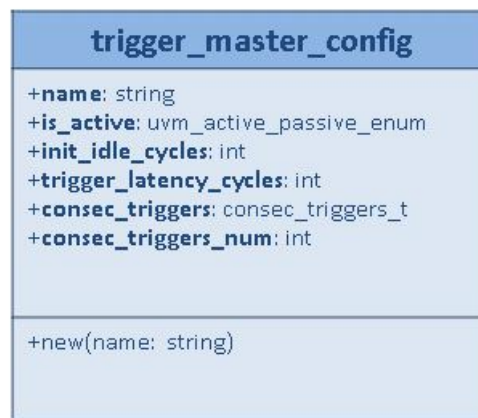 trigger_master_config
+name: string
+is_active: uvm_active_passive_enum
+init_idle_cycles: int
+trigger_latency_cycles: int
+consec_triggers: consec_triggers_t
+consec_triggers_num: int
+new(name: string)